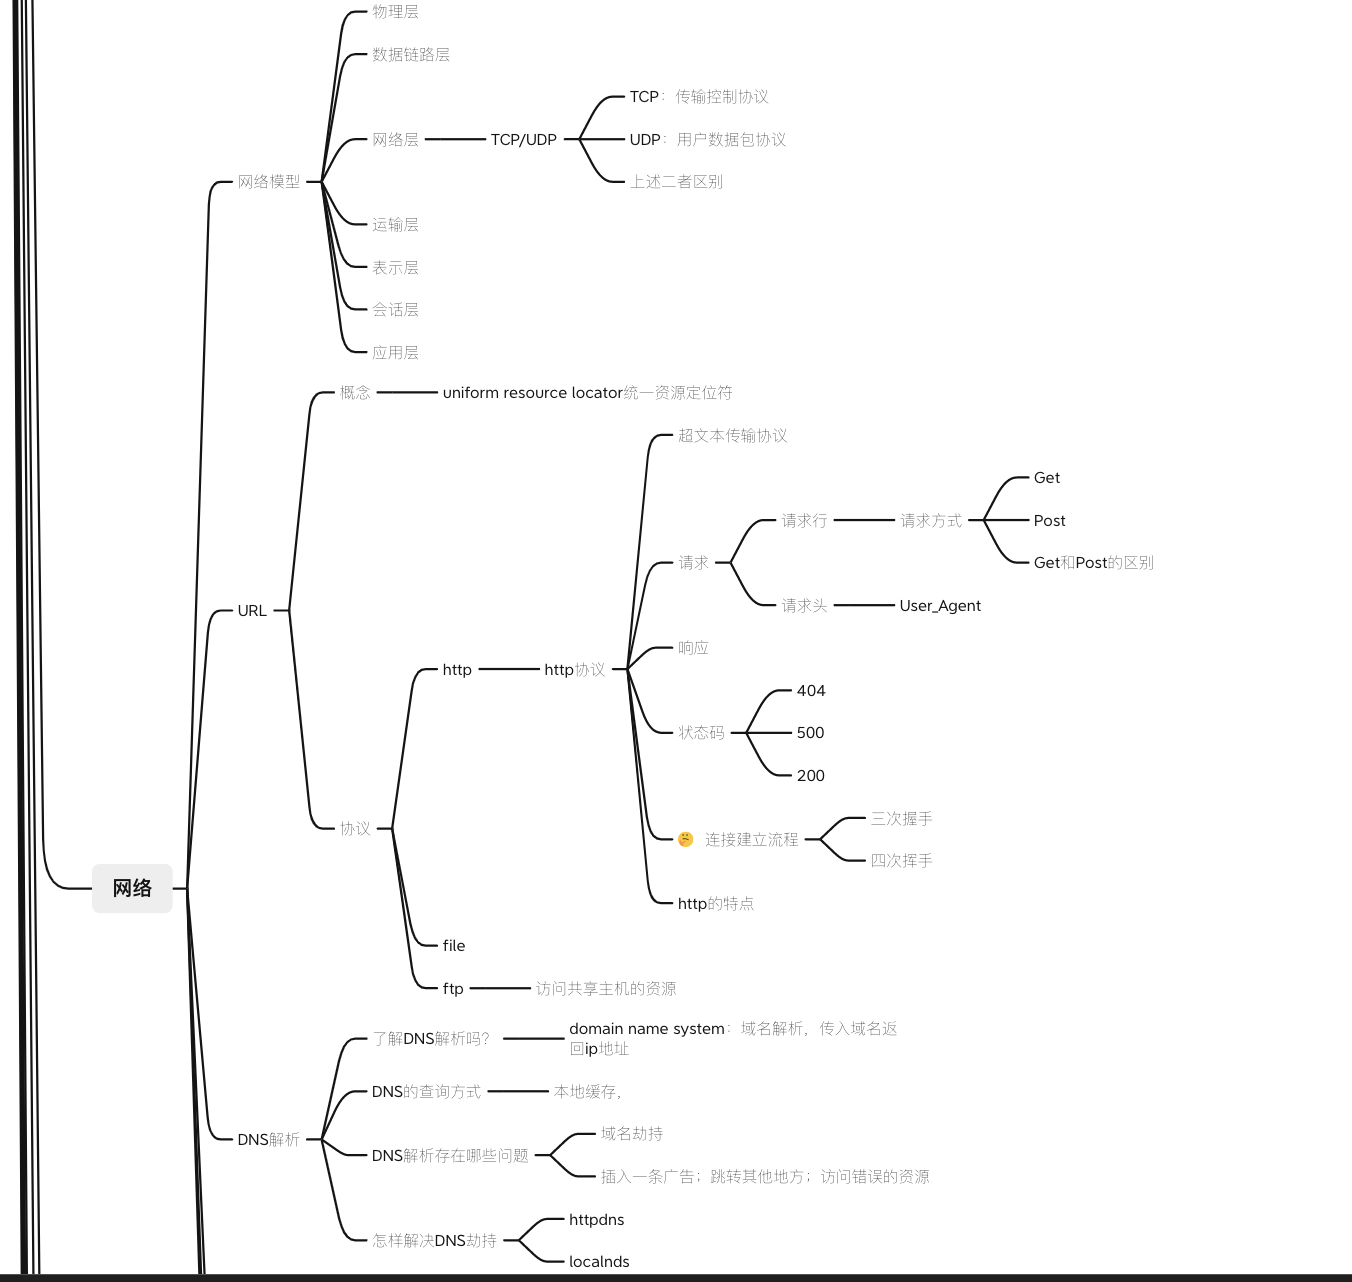 物理层
数据链路层
TCP：传输控制协议
网络层
TCP/UDP
UDP：用户数据包协议
网络模型
上述二者区别
运输层
表示层
会话层
应用层
概念
uniform resource locator统一资源定位符
超文本传输协议
Get
请求行
请求方式
Post
请求
Get和Post的区别
请求头
User_Agent
URL
响应
http
http协议
404
状态码
500
200
三次握手
协议
连接建立流程
四次挥手
网络
http的特点
file
ftp
访问共享主机的资源
了解DNS解析吗？
domain name system：域名解析，传入域名返
回ip地址
DNS的查询方式
本地缓存，
DNS解析
域名劫持
DNS解析存在哪些问题
插入一条广告；跳转其他地方；访问错误的资源
httpdns
怎样解决DNS劫持
localnds